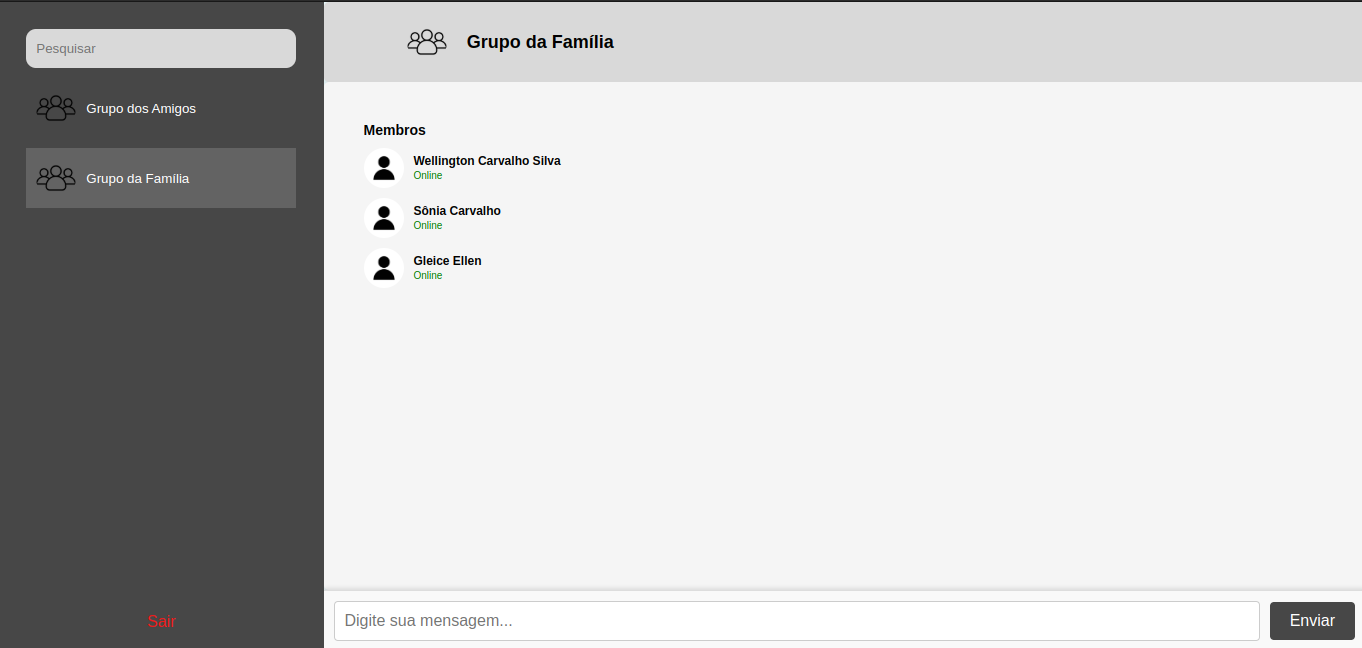 Pesquisar
Grupo dos Amigos
Grupo da Família
Sair
Grupo da Família
Membros
Wellington Carvalho Silva
Online
Sônia Carvalho
Online
Gleice Ellen
Online
Digite sua mensagem...
Enviar